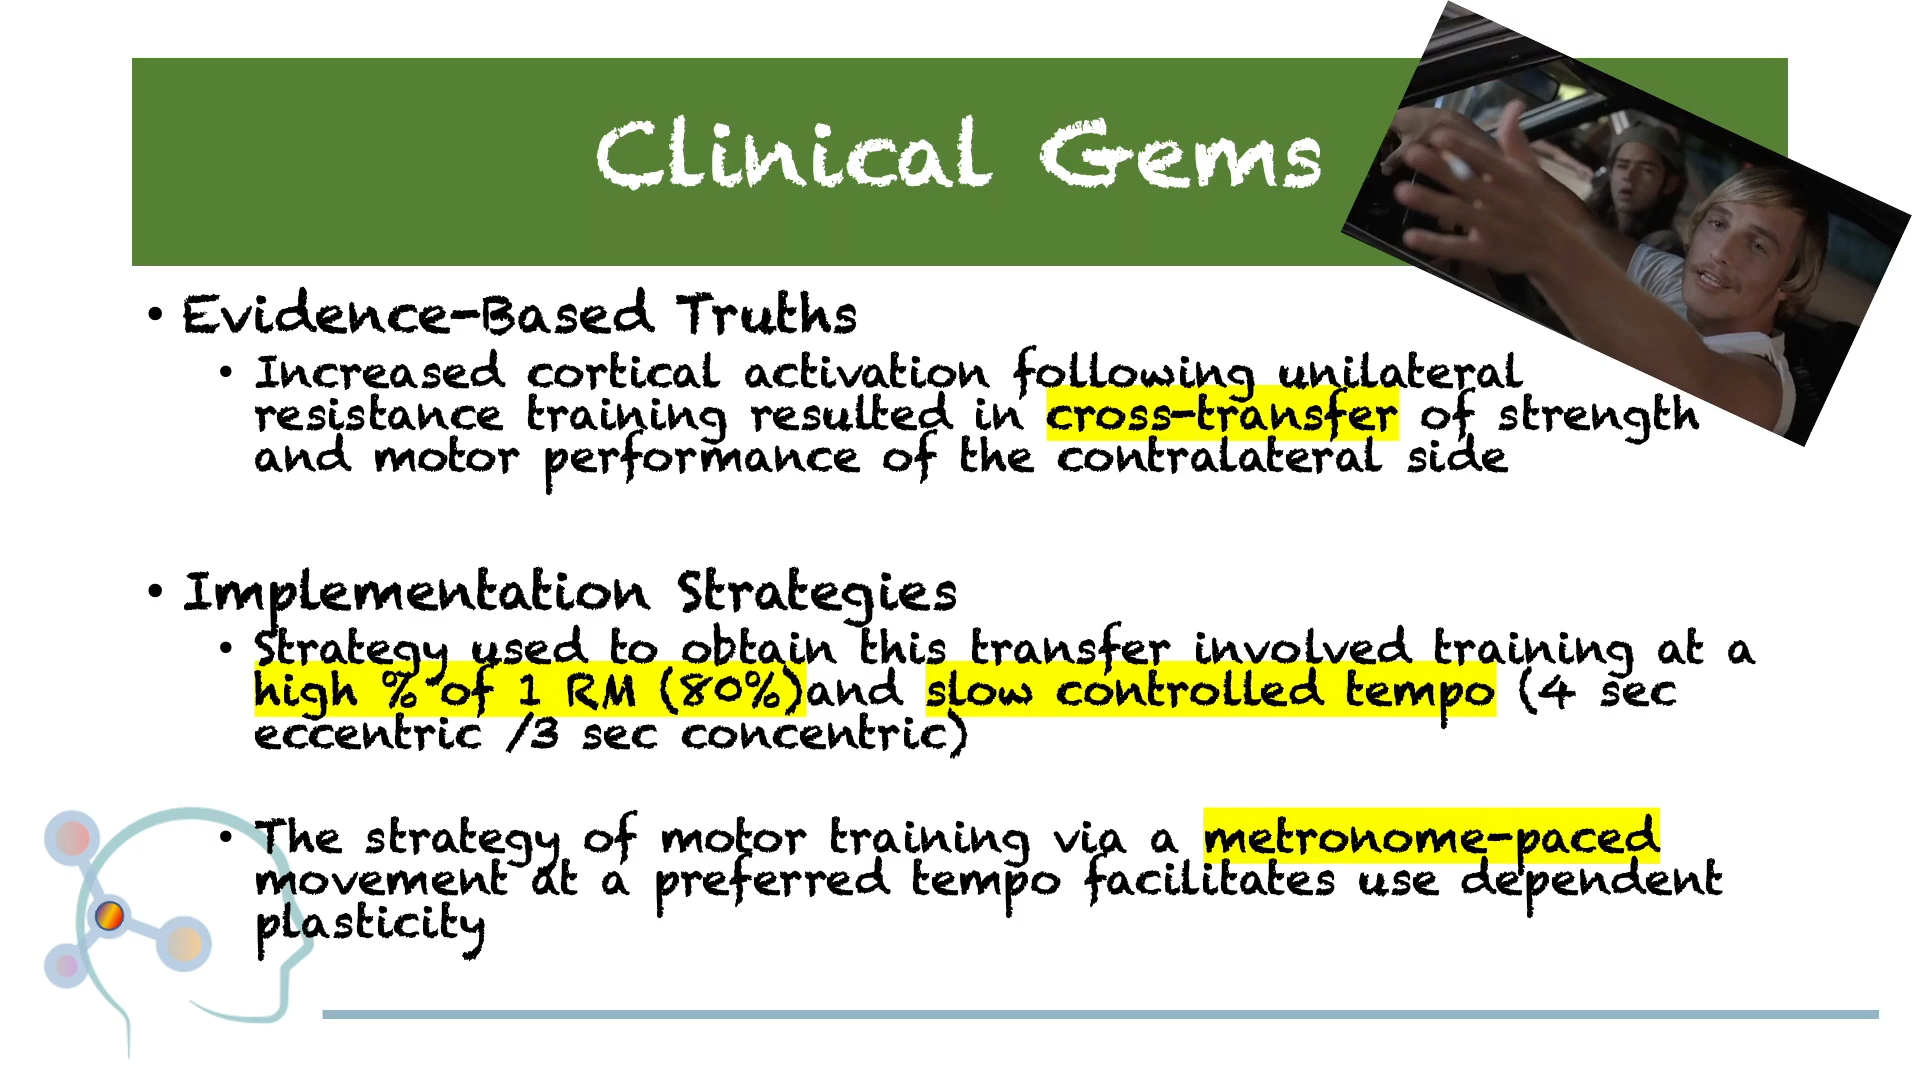 Clinical Gems
• Evidence-Based Truths
• Increased cortical activation following unilateral
resistance training resulted in cross-transfer of strength
and motor performance of the contralateral side
• Implementation Strategies
• Strategy used to obtain this transfer involved training at a
high % of 1 RM (80%)and slow controlled tempo (4 sec
eccentric /3 sec concentric)
• The strategy of motor training via a metronome-paced
movement at a preferred tempo facilitates use dependent
plasticity